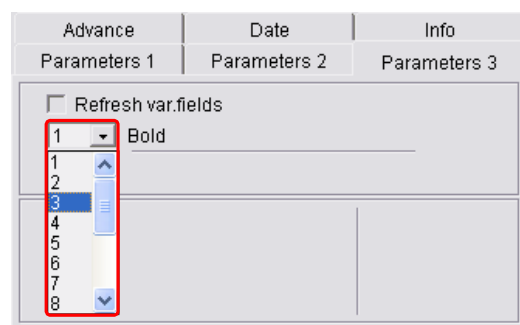 Advance Date Info
Parameters 1 Parameters 2 Parameters 3
Refresh var.fields
1 Bold
1
2
3
4
5
6
7
8